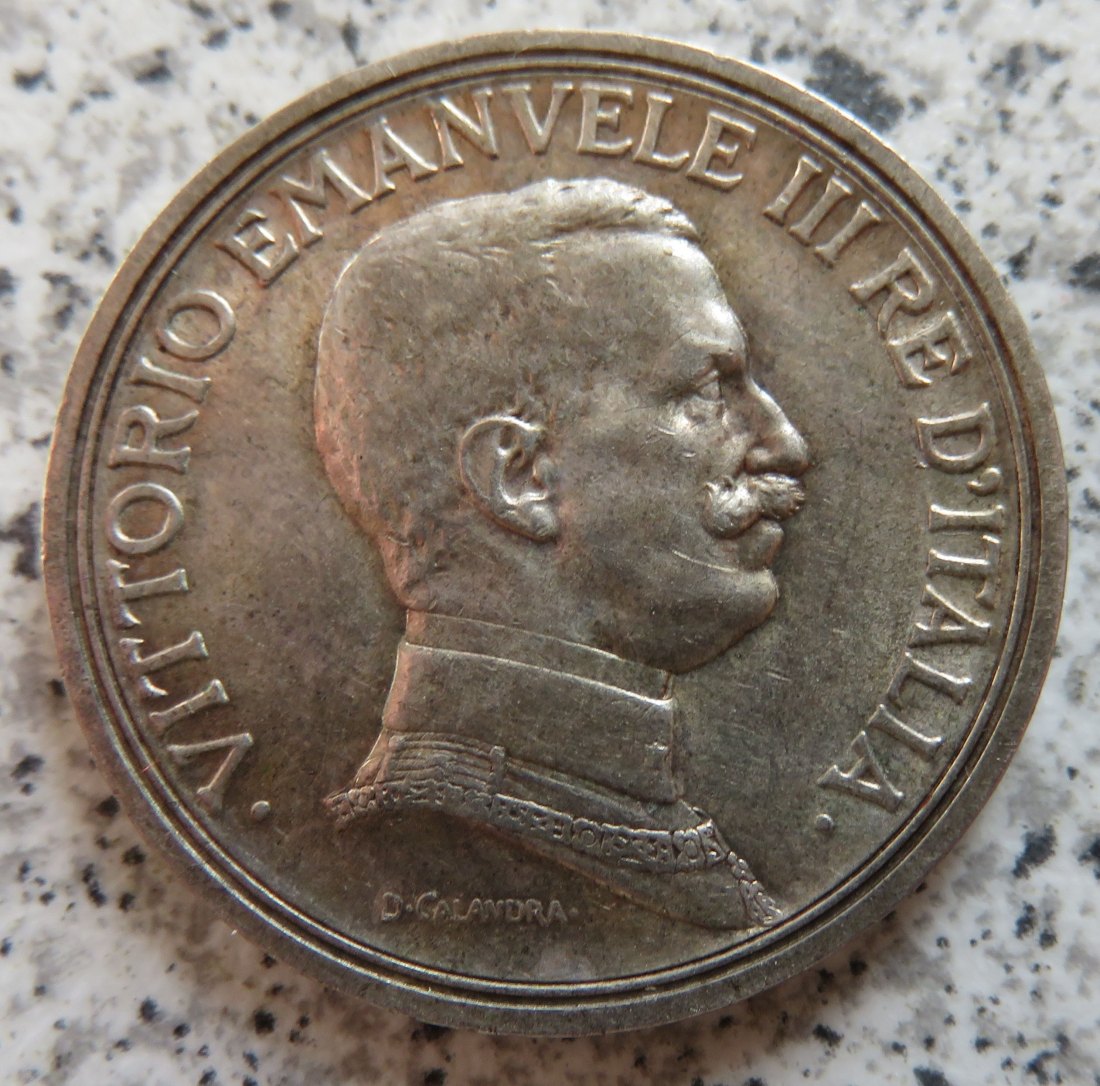 · VITTORIO EMANVELE III RE D'ITALIA ·
D·CALANDRA·